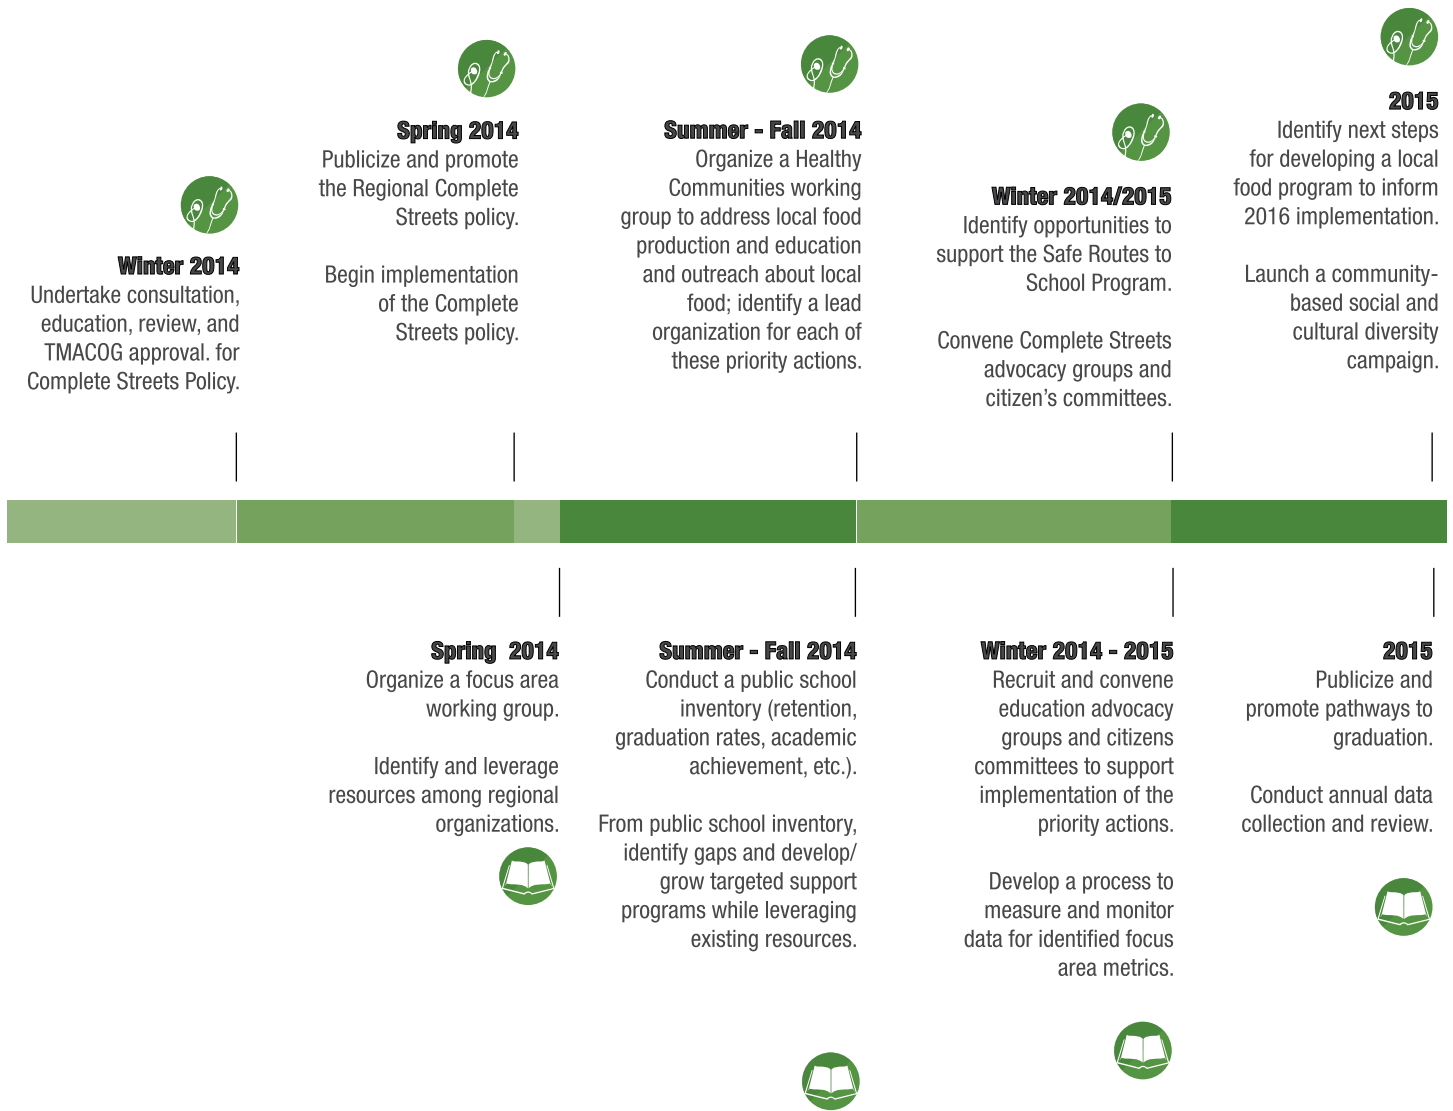 Winter 2014
Undertake consultation,
education, review, and
TMACOG approval. for
Complete Streets Policy.
Spring 2014
Publicize and promote
the Regional Complete
Streets policy.
Begin implementation
of the Complete
Streets policy.
Summer - Fall 2014
Organize a Healthy
Communities working
group to address local food
production and education
and outreach about local
food; identify a lead
organization for each of
these priority actions.
Winter 2014/2015
Identify opportunities to
support the Safe Routes to
School Program.
Convene Complete Streets
advocacy groups and
citizen’s committees.
2015
Identify next steps
for developing a local
food program to inform
2016 implementation.
Launch a community-
based social and
cultural diversity
campaign.
Spring 2014
Organize a focus area
working group.
Identify and leverage
resources among regional
organizations.
Summer - Fall 2014
Conduct a public school
inventory (retention,
graduation rates, academic
achievement, etc.).
From public school inventory,
identify gaps and develop/
grow targeted support
programs while leveraging
existing resources.
Winter 2014 - 2015
Recruit and convene
education advocacy
groups and citizens
committees to support
implementation of the
priority actions.
Develop a process to
measure and monitor
data for identified focus
area metrics.
2015
Publicize and
promote pathways to
graduation.
Conduct annual data
collection and review.